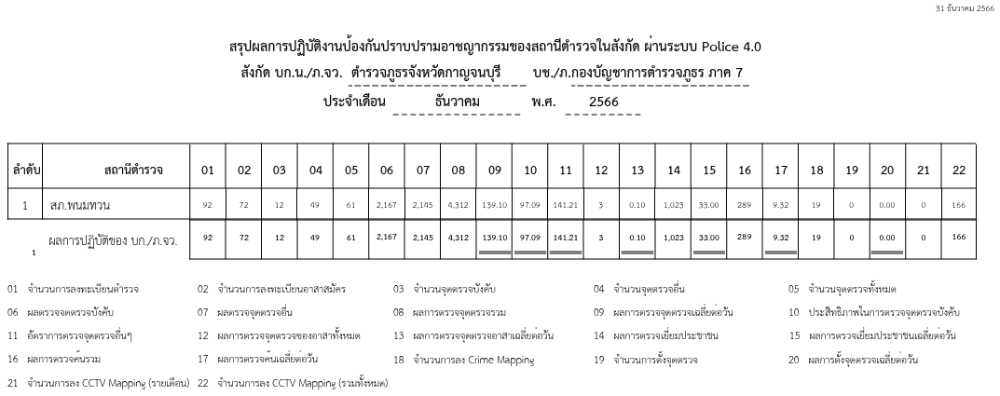 31 ธันวาคม 2566
สรุปผลการปฏิบัติงานป้องกันปราบปรามอาชญากรรมของสถานีตำรวจในสังกัด ผ่านระบบ Police 4.0
สังกัด บก.น./ภ.จว. ตำรวจภูธรจังหวัดกาญจนบุรี บช./ภ.กองบัญชาการตำรวจภูธร ภาค 7
ประจำเดือน ธันวาคม พ.ศ. 2566
ลำดับ สถานีตำรวจ 01 02 03 04 05 06 07 08 09 10 11 12 13 14 15 16 17 18 19 20 21 22
1 สภ.พนมทวน 92 72 12 49 61 2,167 2,145 4,312 139.10 97.09 141.21 3 0.10 1,023 33.00 289 9.32 19 0 0.00 0 166
1 ผลการปฏิบัติของ บก./ภ.จว. 92 72 12 49 61 2,167 2,145 4,312 139.10 97.09 141.21 3 0.10 1,023 33.00 289 9.32 19 0 0.00 0 166
01 จำนวนการลงทะเบียนตำรวจ 02 จำนวนการลงทะเบียนอาสาสมัคร 03 จำนวนจุดตรวจบังคับ 04 จำนวนจุดตรวจอื่น 05 จำนวนจุดตรวจทั้งหมด
06 ผลตรวจจุดตรวจบังคับ 07 ผลตรวจจุดตรวจอื่น 08 ผลการตรวจจุดตรวจรวม 09 ผลการตรวจจุดตรวจเฉลี่ยต่อวัน 10 ประสิทธิภาพในการตรวจจุดตรวจบังคับ
11 อัตราการตรวจจุดตรวจอื่นๆ 12 ผลการตรวจจุดตรวจของอาสาทั้งหมด 13 ผลการตรวจจุดตรวจอาสาเฉลี่ยต่อวัน 14 ผลการตรวจเยี่ยมประชาชน 15 ผลการตรวจเยี่ยมประชาชนเฉลี่ยต่อวัน
16 ผลการตรวจค้นรวม 17 ผลการตรวจค้นเฉลี่ยต่อวัน 18 จำนวนการลง Crime Mapping 19 จำนวนการตั้งจุดตรวจ 20 ผลการตั้งจุดตรวจเฉลี่ยต่อวัน
21 จำนวนการลง CCTV Mapping (รายเดือน) 22 จำนวนการลง CCTV Mapping (รวมทั้งหมด)